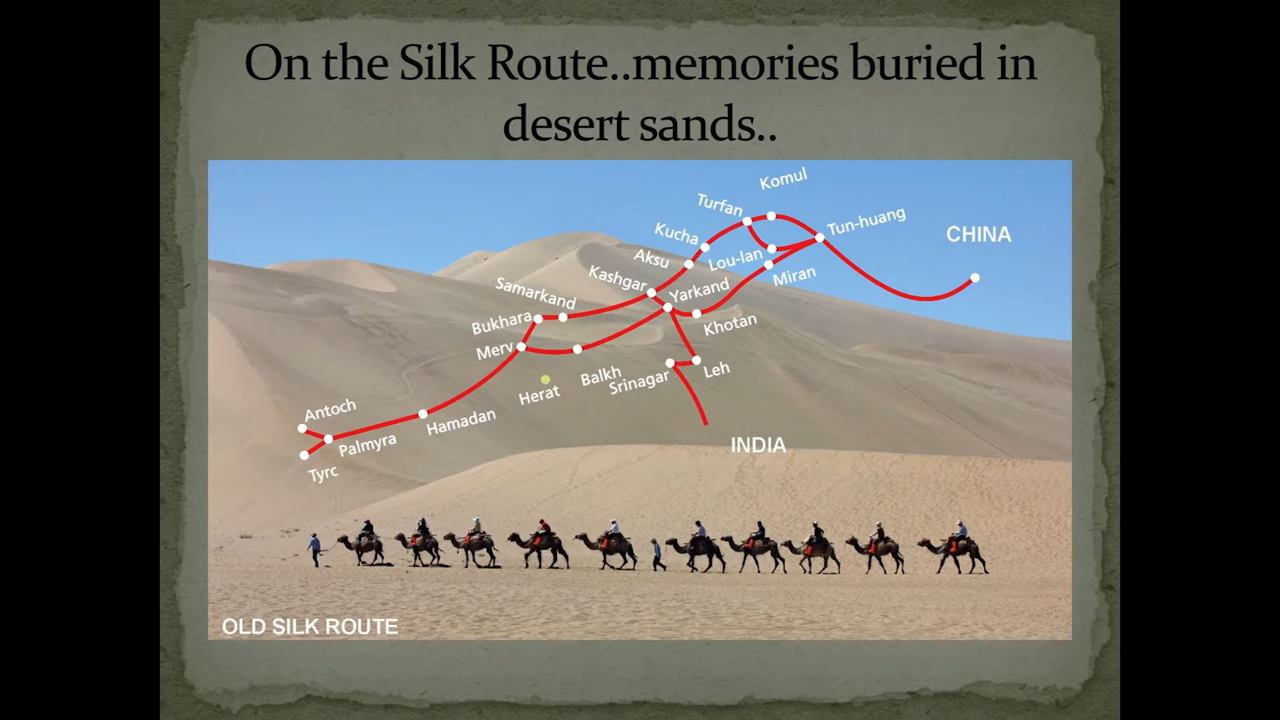 On the Silk Route..memories buried in
desert sands..
Komul
Turfan
Tun-huang
CHINA
Kucha
Aksu
Lou-lan
Miran
Kashgar
Yarkand
Samarkand
Khotan
Bukhara
Merv
Balkh
Srinagar
Leh
Herat
Antoch
Hamadan
Palmyra
INDIA
Tyrc
OLD SILK ROUTE